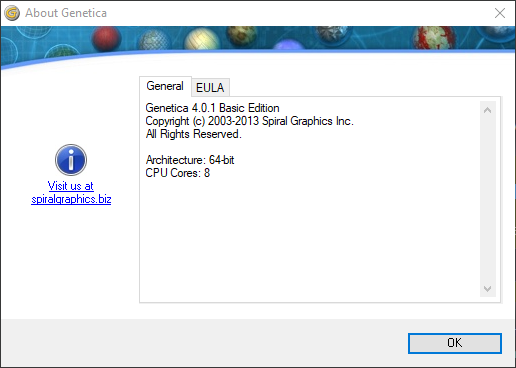 About Genetica
General
EULA
Genetica 4.0.1 Basic Edition
Copyright (c) 2003-2013 Spiral Graphics Inc.
All Rights Reserved.
Architecture: 64-bit
CPU Cores: 8
Visit us at
spiralgraphics.biz
OK